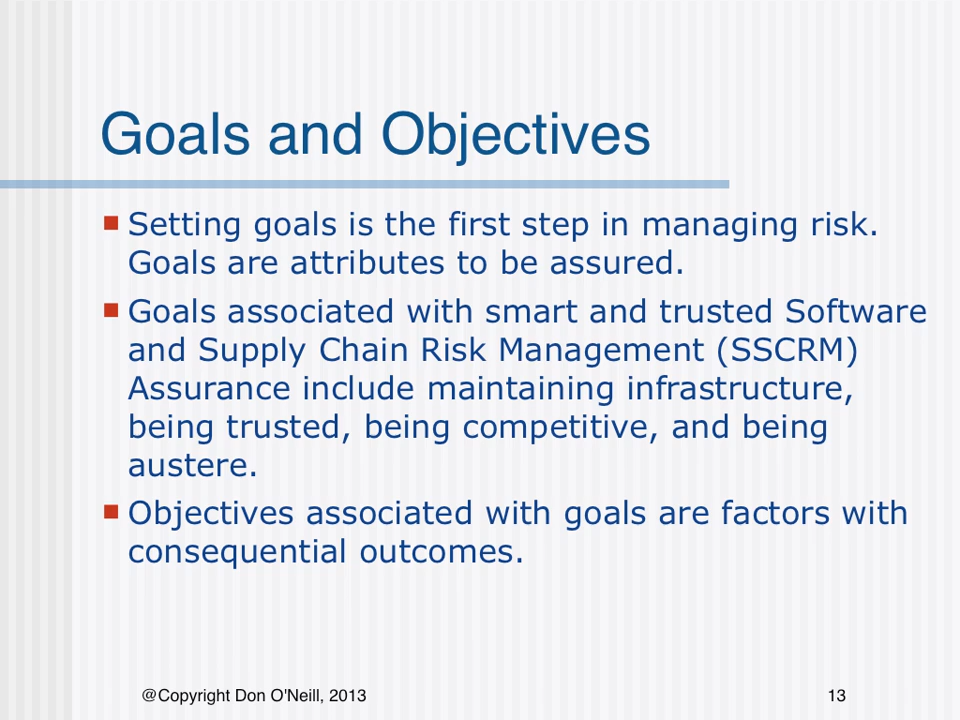 Goals and Objectives
Setting goals is the first step in managing risk.
Goals are attributes to be assured.
Goals associated with smart and trusted Software
and Supply Chain Risk Management (SSCRM)
Assurance include maintaining infrastructure,
being trusted, being competitive, and being
austere.
Objectives associated with goals are factors with
consequential outcomes.
@Copyright Don O'Neill, 2013
13